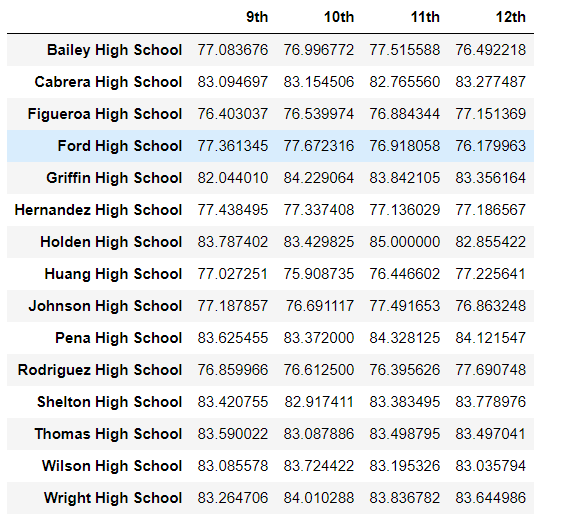 9th 10th 11th 12th
Bailey High School 77.083676 76.996772 77.515588 76.492218
Cabrera High School 83.094697 83.154506 82.765560 83.277487
Figueroa High School 76.403037 76.539974 76.884344 77.151369
Ford High School 77.361345 77.672316 76.918058 76.179963
Griffin High School 82.044010 84.229064 83.842105 83.356164
Hernandez High School 77.438495 77.337408 77.136029 77.186567
Holden High School 83.787402 83.429825 85.000000 82.855422
Huang High School 77.027251 75.908735 76.446602 77.225641
Johnson High School 77.187857 76.691117 77.491653 76.863248
Pena High School 83.625455 83.372000 84.328125 84.121547
Rodriguez High School 76.859966 76.612500 76.395626 77.690748
Shelton High School 83.420755 82.917411 83.383495 83.778976
Thomas High School 83.590022 83.087886 83.498795 83.497041
Wilson High School 83.085578 83.724422 83.195326 83.035794
Wright High School 83.264706 84.010288 83.836782 83.644986